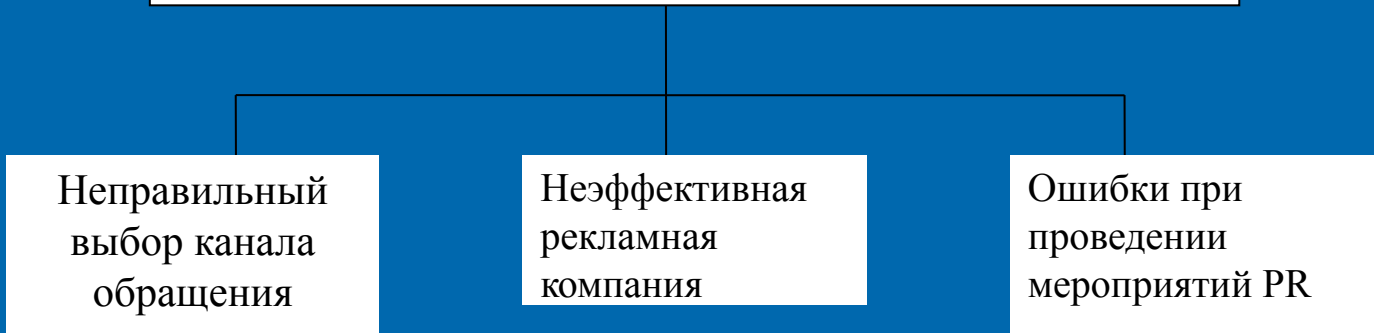 Неправильный
выбор канала
обращения
Неэффективная
рекламная
компания
Ошибки при
проведении
мероприятий PR